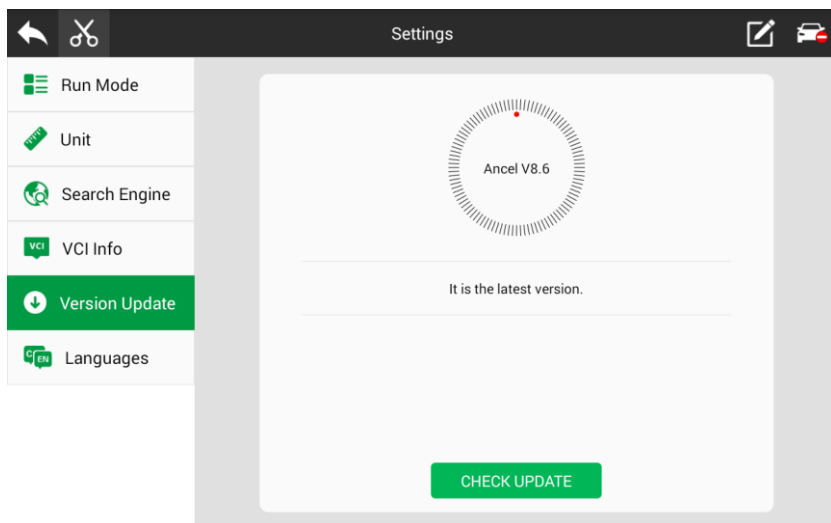 Settings
Run Mode
Unit
Search Engine
VCI
VCI Info
Version Update
C EN
Languages
Ancel V8.6
It is the latest version.
CHECK UPDATE